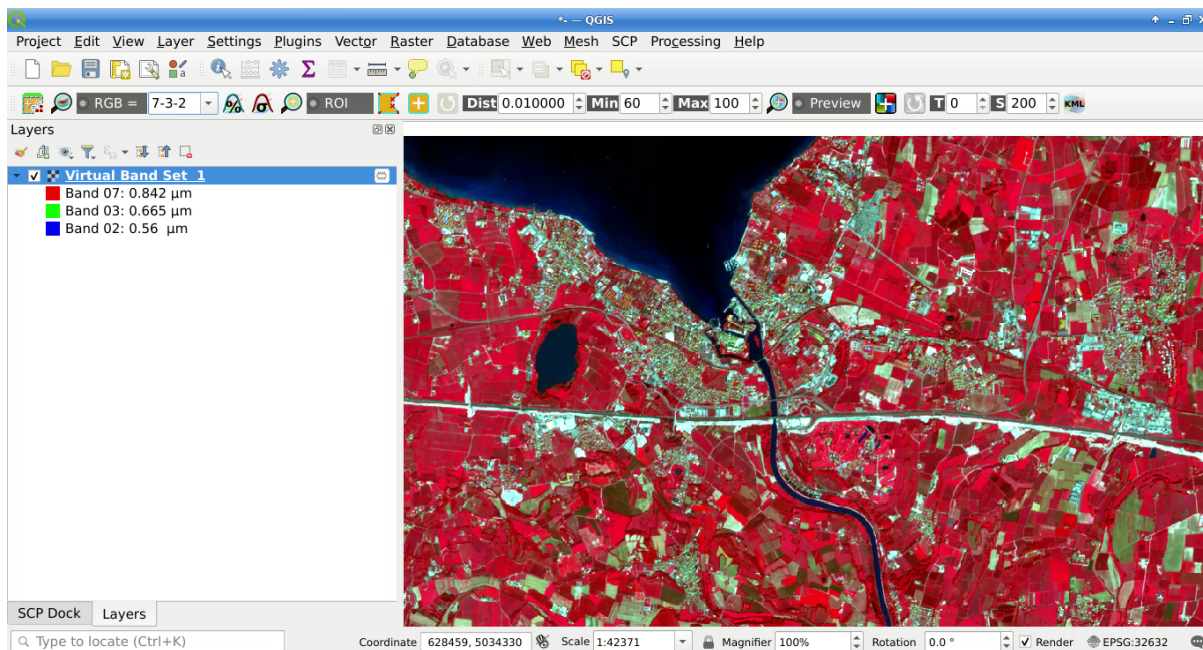 *- — QGIS
Project Edit View Layer Settings Plugins Vector Raster Database Web Mesh SCP Processing Help
RGB = 7-3-2 ROI Dist 0.010000 Min 60 Max 100 Preview T 0 S 200 KML
Layers
Virtual Band Set 1
Band 07: 0.842 µm
Band 03: 0.665 µm
Band 02: 0.56 µm
SCP Dock Layers
Type to locate (Ctrl+K) Coordinate 628459, 5034330 Scale 1:42371 Magnifier 100% Rotation 0.0 ° Render EPSG:32632